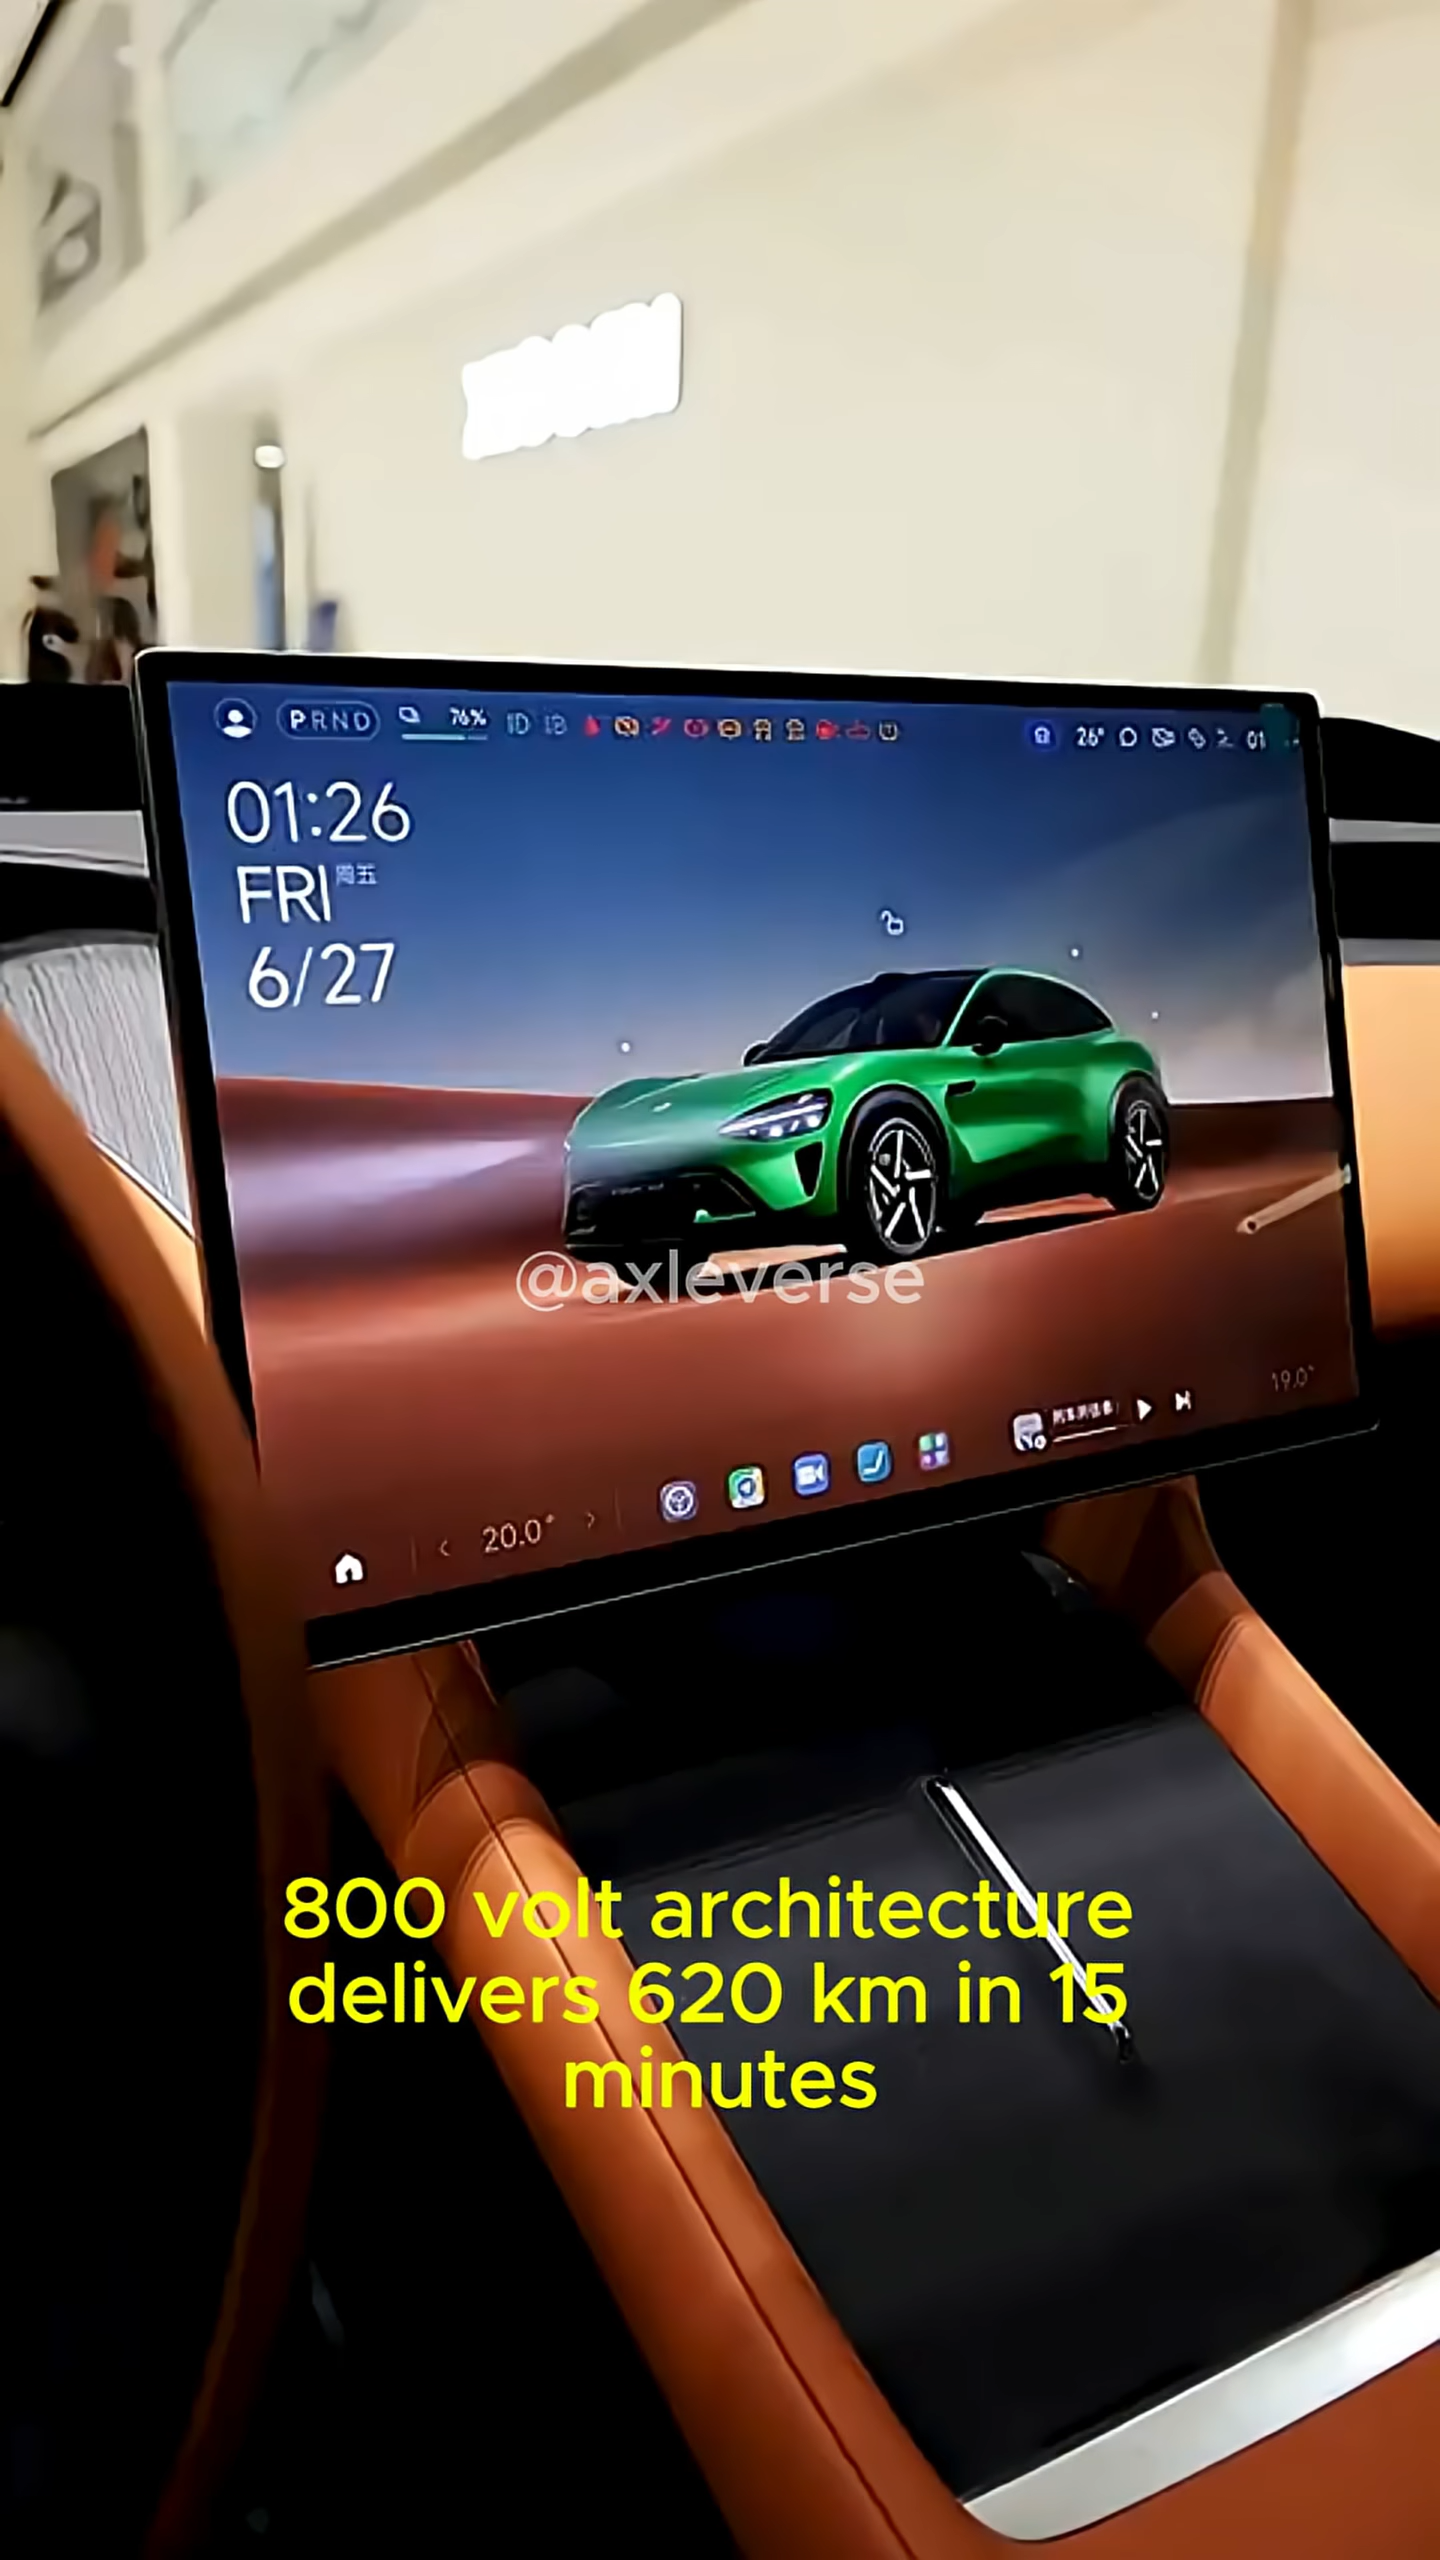 PRND
76%
26°
01
01:26
FRI 周五
6/27
@axleverse
19.0°
20.0°
800 volt architecture
delivers 620 km in 15
minutes